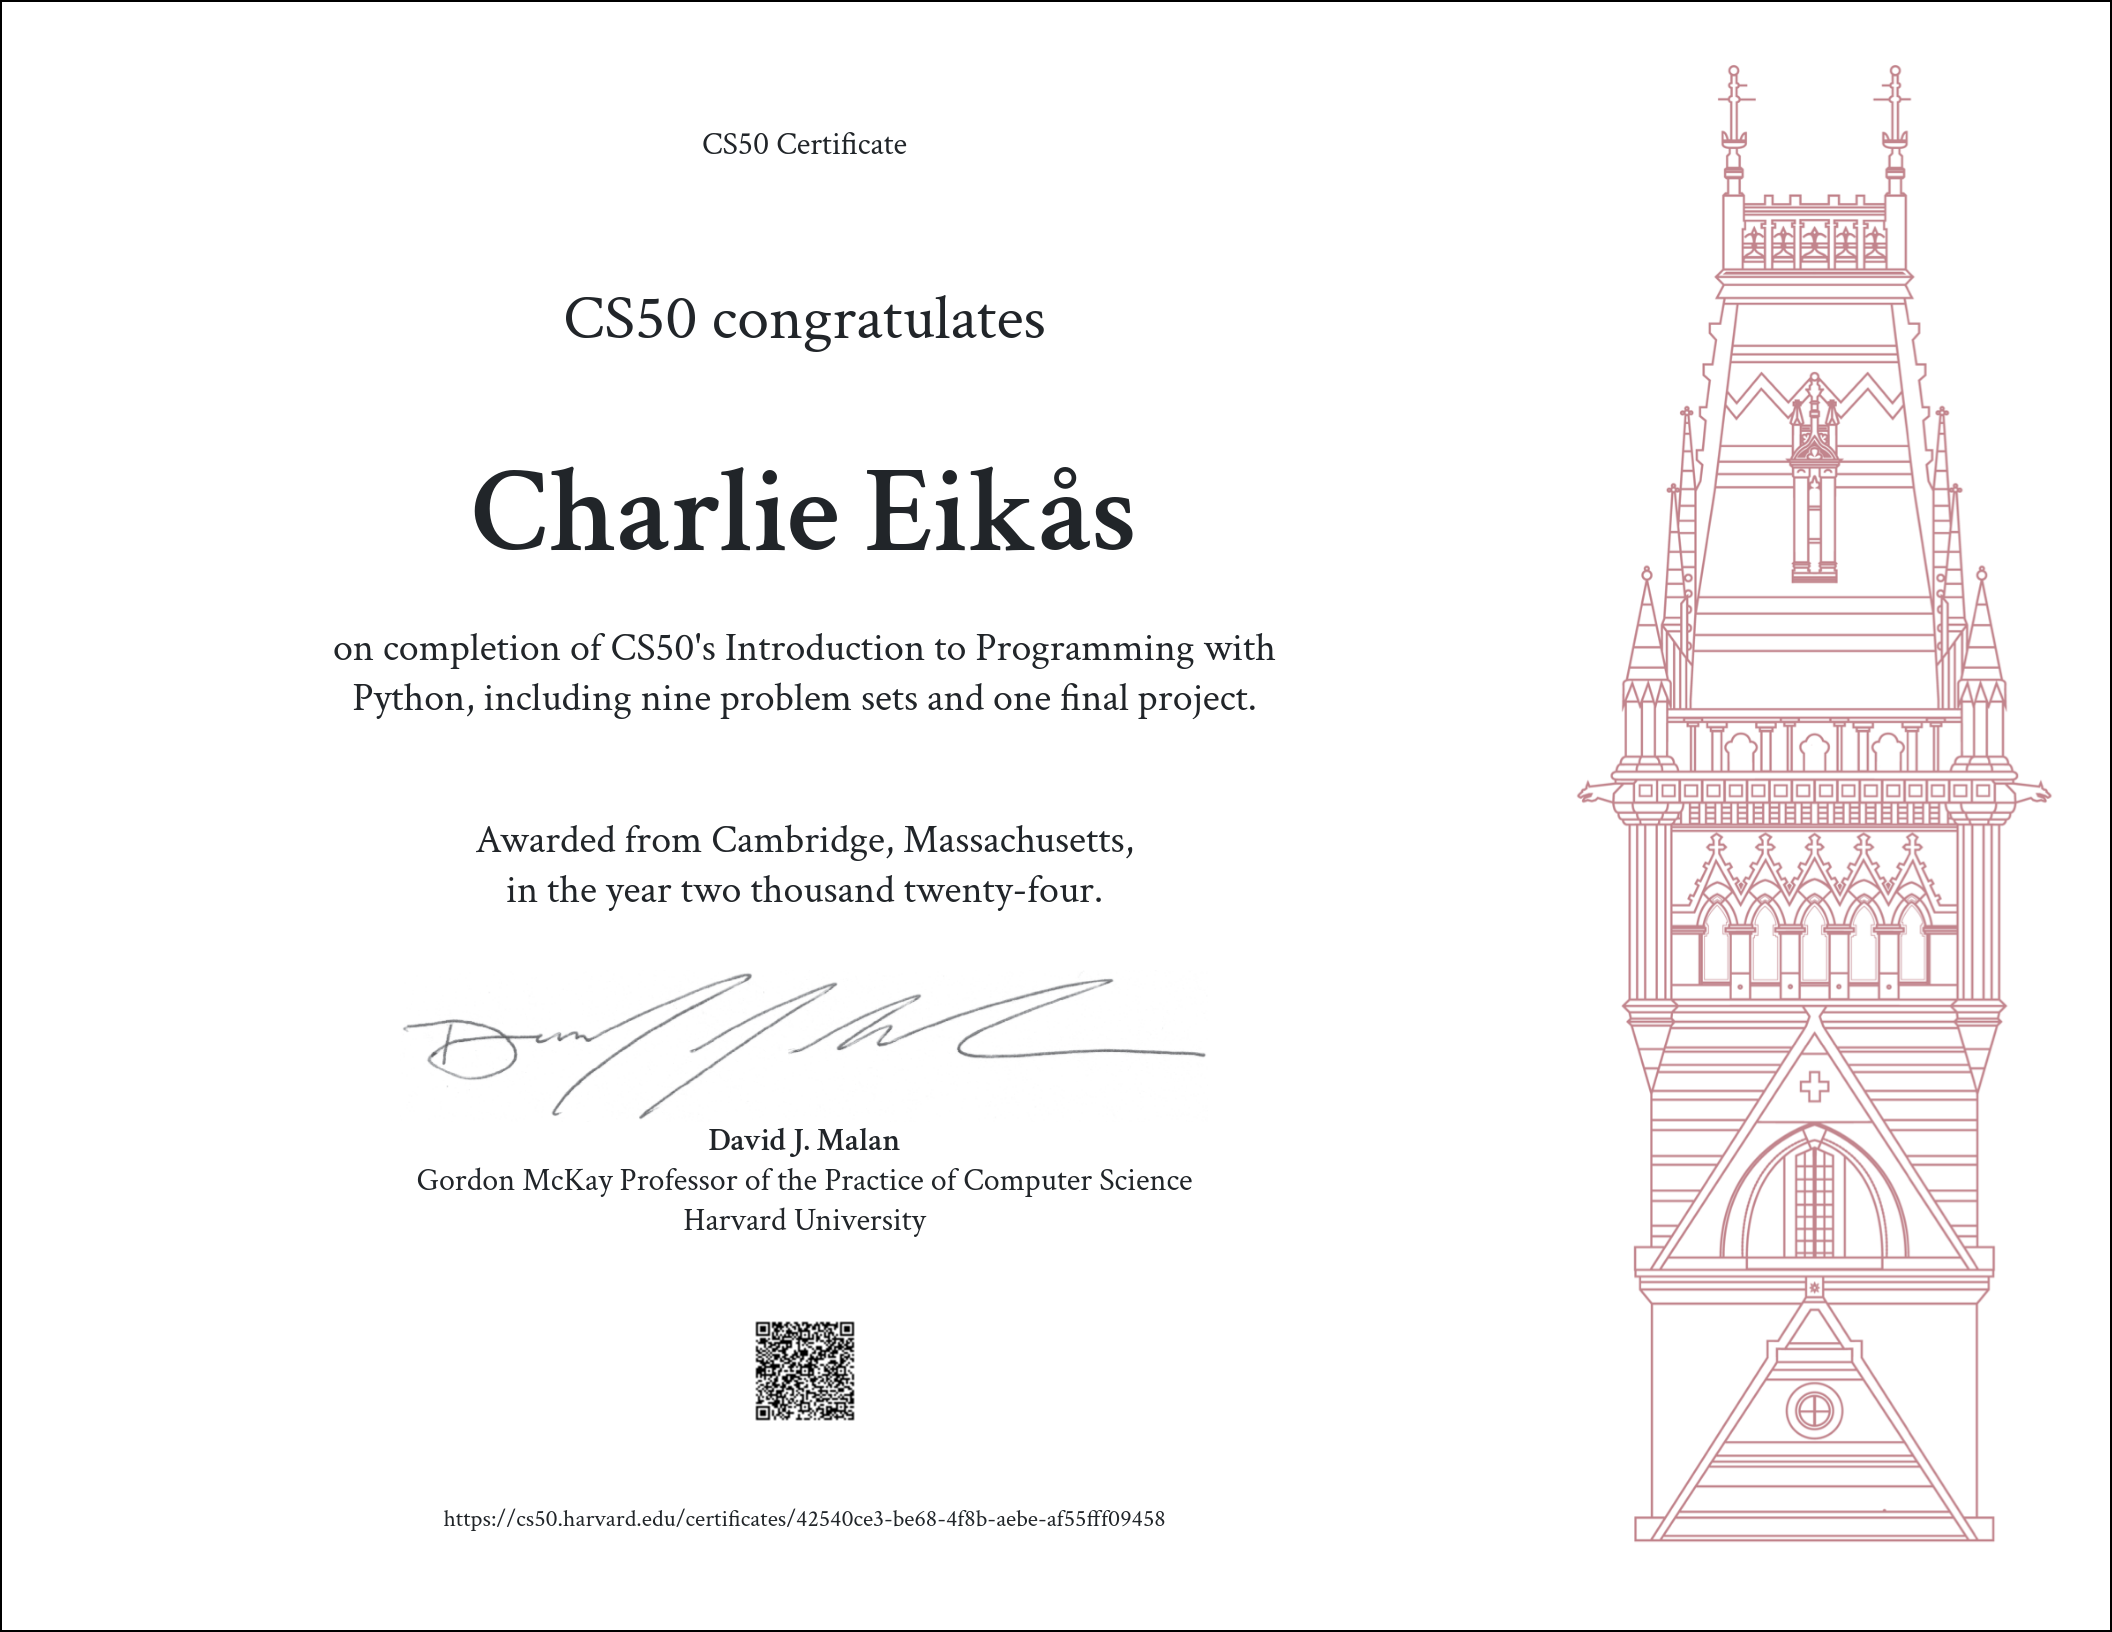 CS50 Certificate
CS50 congratulates
Charlie Eikås
on completion of CS50's Introduction to Programming with
Python, including nine problem sets and one final project.
Awarded from Cambridge, Massachusetts,
in the year two thousand twenty-four.
David J. Malan
Gordon McKay Professor of the Practice of Computer Science
Harvard University
https://cs50.harvard.edu/certificates/42540ce3-be68-4f8b-aebe-af55fff09458